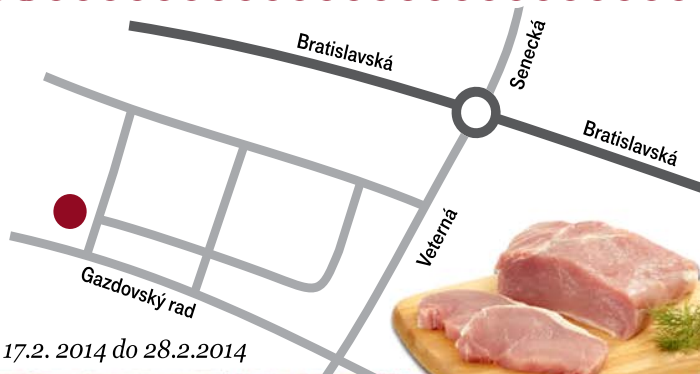 Bratislavská
Senecká
Bratislavská
Veterná
Gazdovský rad
17.2. 2014 do 28.2.2014